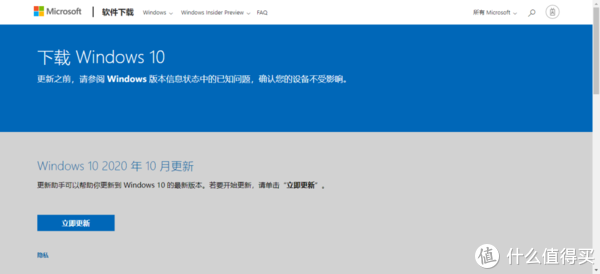 Microsoft 软件下载 Windows Windows Insider Preview FAQ 所有 Microsoft
下载 Windows 10
更新之前，请参阅 Windows 版本信息状态中的已知问题，确认您的设备不受影响。
Windows 10 2020 年 10 月更新
更新助手可以帮助你更新到 Windows 10 的最新版本。若要开始更新，请单击“立即更新”。
立即更新
隐私
值 什么值得买